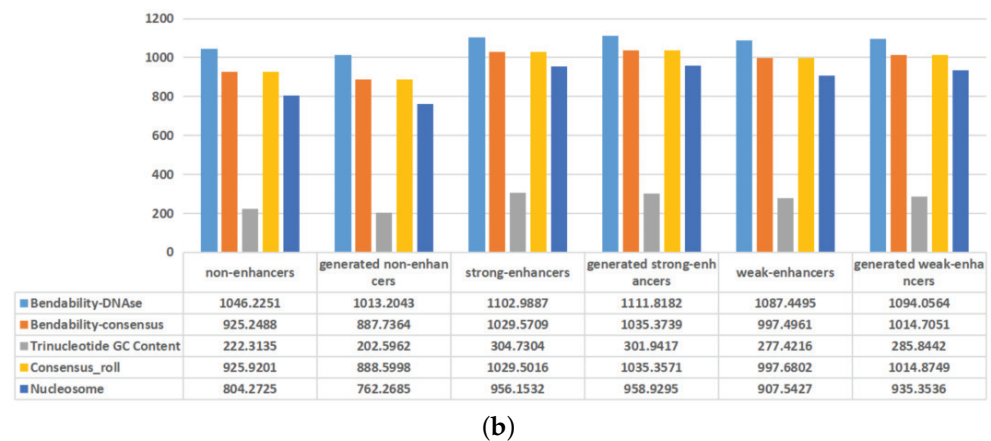 1200
1000
800
600
400
200
0
non-enhancers generated non-enhan strong-enhancers generated strong-enh weak-enhancers generated weak-enha
cers ancers ncers
Bendability-DNAse 1046.2251 1013.2043 1102.9887 1111.8182 1087.4495 1094.0564
Bendability-consensus 925.2488 887.7364 1029.5709 1035.3739 997.4961 1014.7051
Trinucleotide GC Content 222.3135 202.5962 304.7304 301.9417 277.4216 285.8442
Consensus_roll 925.9201 888.5998 1029.5016 1035.3571 997.6802 1014.8749
Nucleosome 804.2725 762.2685 956.1532 958.9295 907.5427 935.3536
(b)